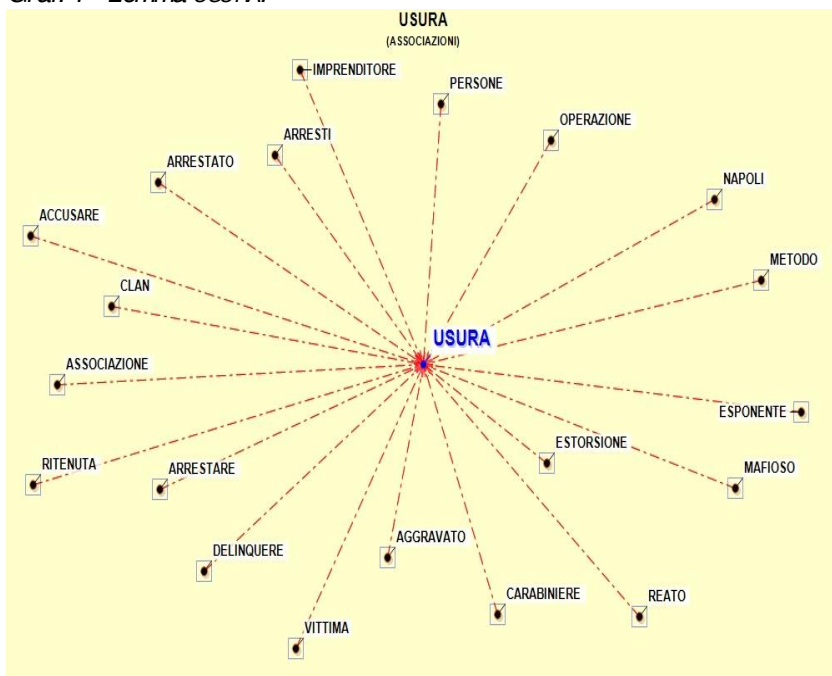 USURA
(ASSOCIAZIONI)
IMPRENDITORE
PERSONE
OPERAZIONE
ARRESTI
ARRESTATO
NAPOLI
ACCUSARE
METODO
CLAN
USURA
ASSOCIAZIONE
ESPONENTE
ESTORSIONE
RITENUTA
ARRESTARE
MAFIOSO
DELINQUERE
AGGRAVATO
CARABINIERE
REATO
VITTIMA